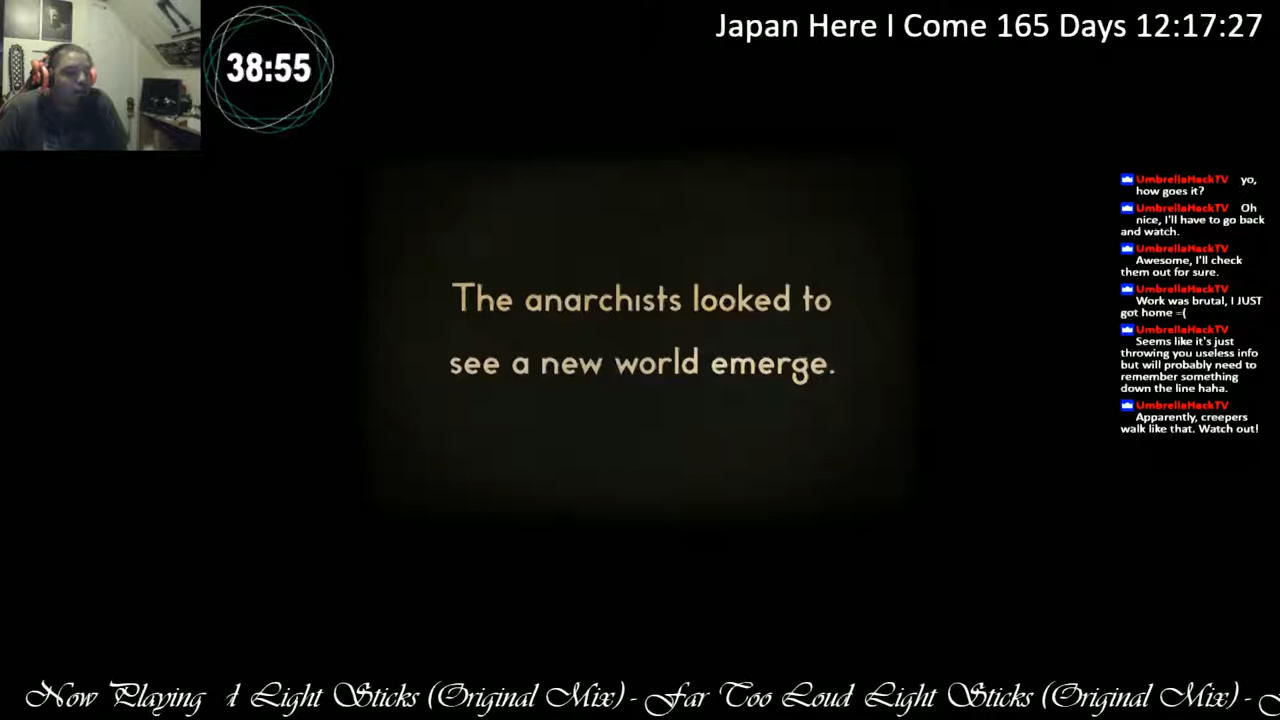 Japan Here I Come 165 Days 12:17:27
38:55
UmbrellaHackTV yo,
how goes it?
UmbrellaHackTV Oh
nice, I'll have to go back
and watch.
UmbrellaHackTV
Awesome, I'll check
them out for sure.
UmbrellaHackTV
Work was brutal, I JUST
got home =(
UmbrellaHackTV
Seems like it's just
throwing you useless info
but will probably need to
remember something
down the line haha.
UmbrellaHackTV
Apparently, creepers
walk like that. Watch out!
The anarchists looked to
see a new world emerge.
Now Playing d Light Sticks (Original Mix) - Far Too Loud Light Sticks (Original Mix) - F